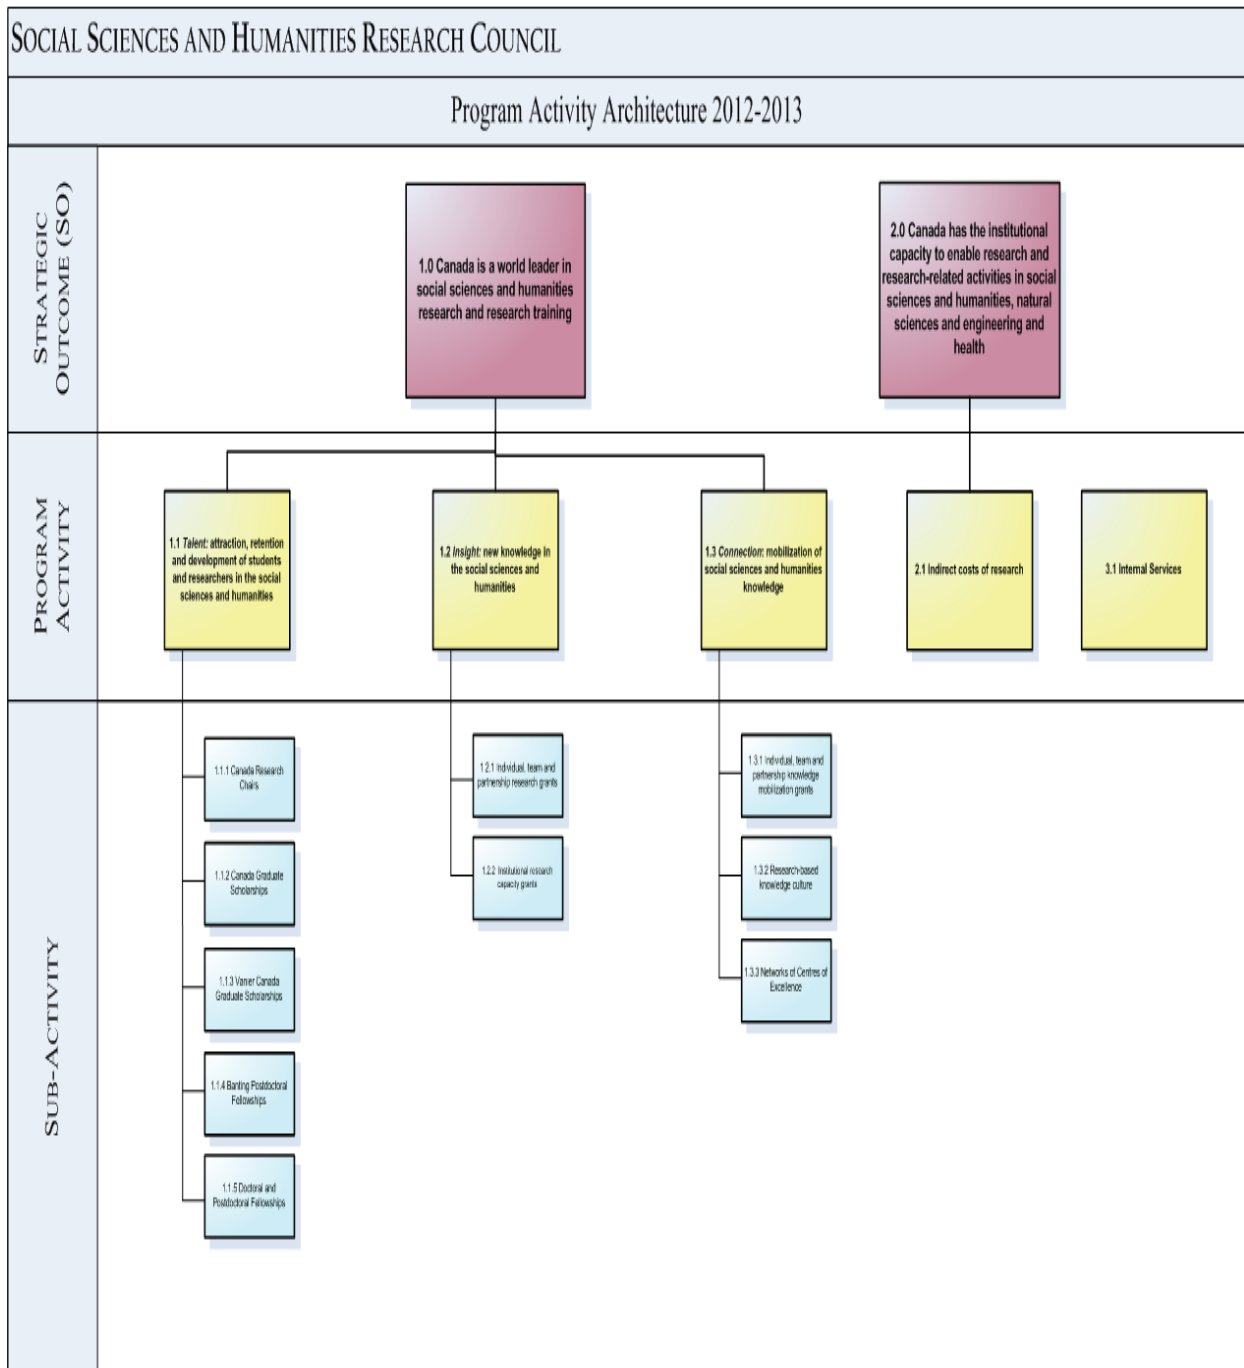 SOCIAL SCIENCES AND HUMANITIES RESEARCH COUNCIL
Program Activity Architecture 2012-2013
STRATEGIC
OUTCOME (SO)
1.0 Canada is a world leader in
social sciences and humanities
research and research training
2.0 Canada has the institutional
capacity to enable research and
research-related activities in social
sciences and humanities, natural
sciences and engineering and
health
PROGRAM
ACTIVITY
1.1 Talent: attraction, retention
and development of students
and researchers in the social
sciences and humanities
1.2 Insight: new knowledge in
the social sciences and
humanities
1.3 Connection: mobilization of
social sciences and humanities
knowledge
2.1 Indirect costs of research
3.1 Internal Services
SUB-ACTIVITY
1.1.1 Canada Research
Chairs
1.1.2 Canada Graduate
Scholarships
1.1.3 Vanier Canada
Graduate Scholarships
1.1.4 Banting Postdoctoral
Fellowships
1.1.5 Doctoral and
Postdoctoral Fellowships
1.2.1 Individual, team and
partnership research grants
1.2.2 Institutional research
capacity grants
1.3.1 Individual, team and
partnership knowledge
mobilization grants
1.3.2 Research-based
knowledge culture
1.3.3 Networks of Centres of
Excellence